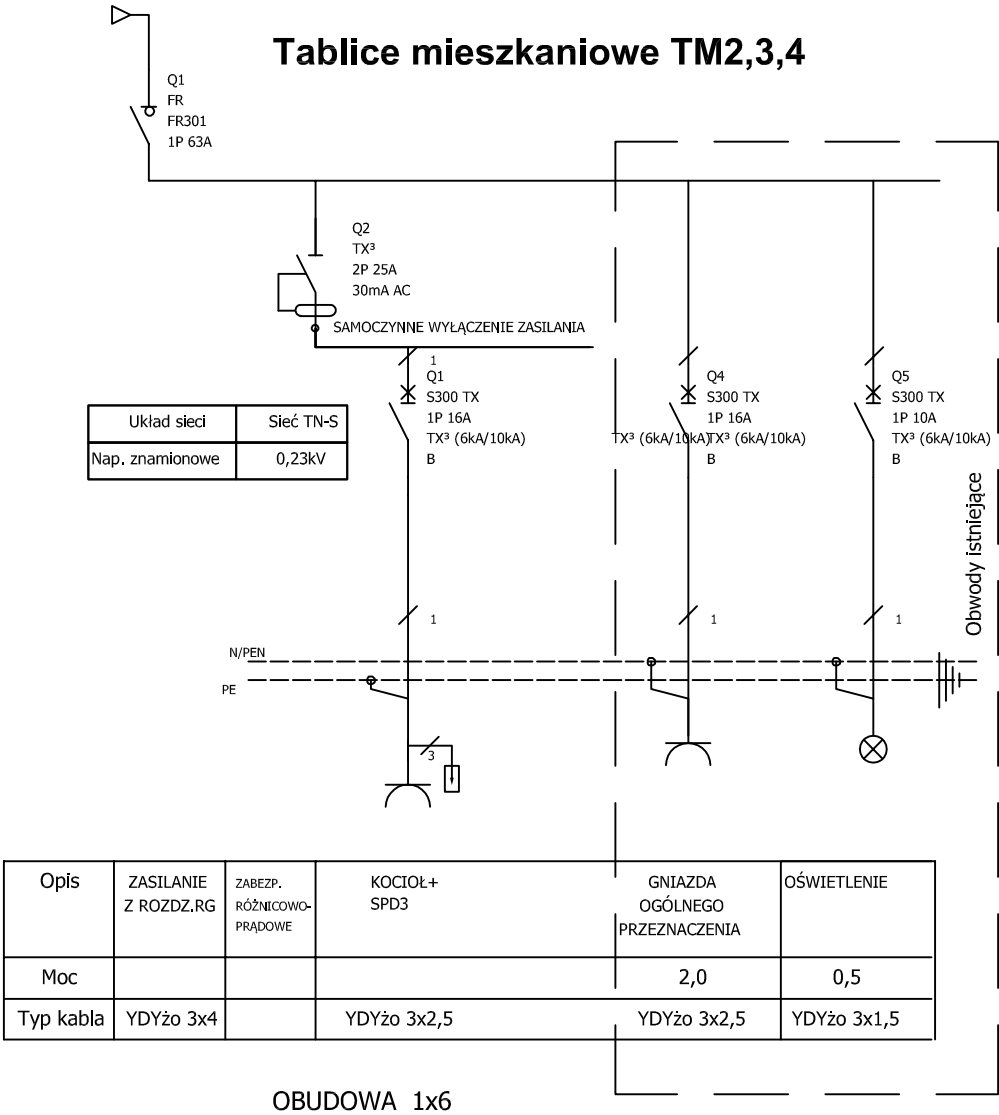 Tablice mieszkaniowe TM2,3,4
Q1
FR
FR301
1P 63A
Q2
TX³
2P 25A
30mA AC
SAMOCZYNNE WYŁĄCZENIE ZASILANIA
1
Q1
S300 TX
1P 16A
TX³ (6kA/10kA)
B
Q4
S300 TX
1P 16A
TX³ (6kA/10kA)
TX³ (6kA/10kA)
B
Q5
S300 TX
1P 10A
TX³ (6kA/10kA)
B
Układ sieci Sieć TN-S
Nap. znamionowe 0,23kV
Obwody istniejące
1
1
1
N/PEN
PE
3
Opis
ZASILANIE
Z ROZDZ.RG
ZABEZP.
RÓŻNICOWO-
PRĄDOWE
KOCIOŁ+
SPD3
GNIAZDA
OGÓLNEGO
PRZEZNACZENIA
OŚWIETLENIE
Moc 2,0 0,5
Typ kabla YDYżo 3x4 YDYżo 3x2,5 YDYżo 3x2,5 YDYżo 3x1,5
OBUDOWA 1x6